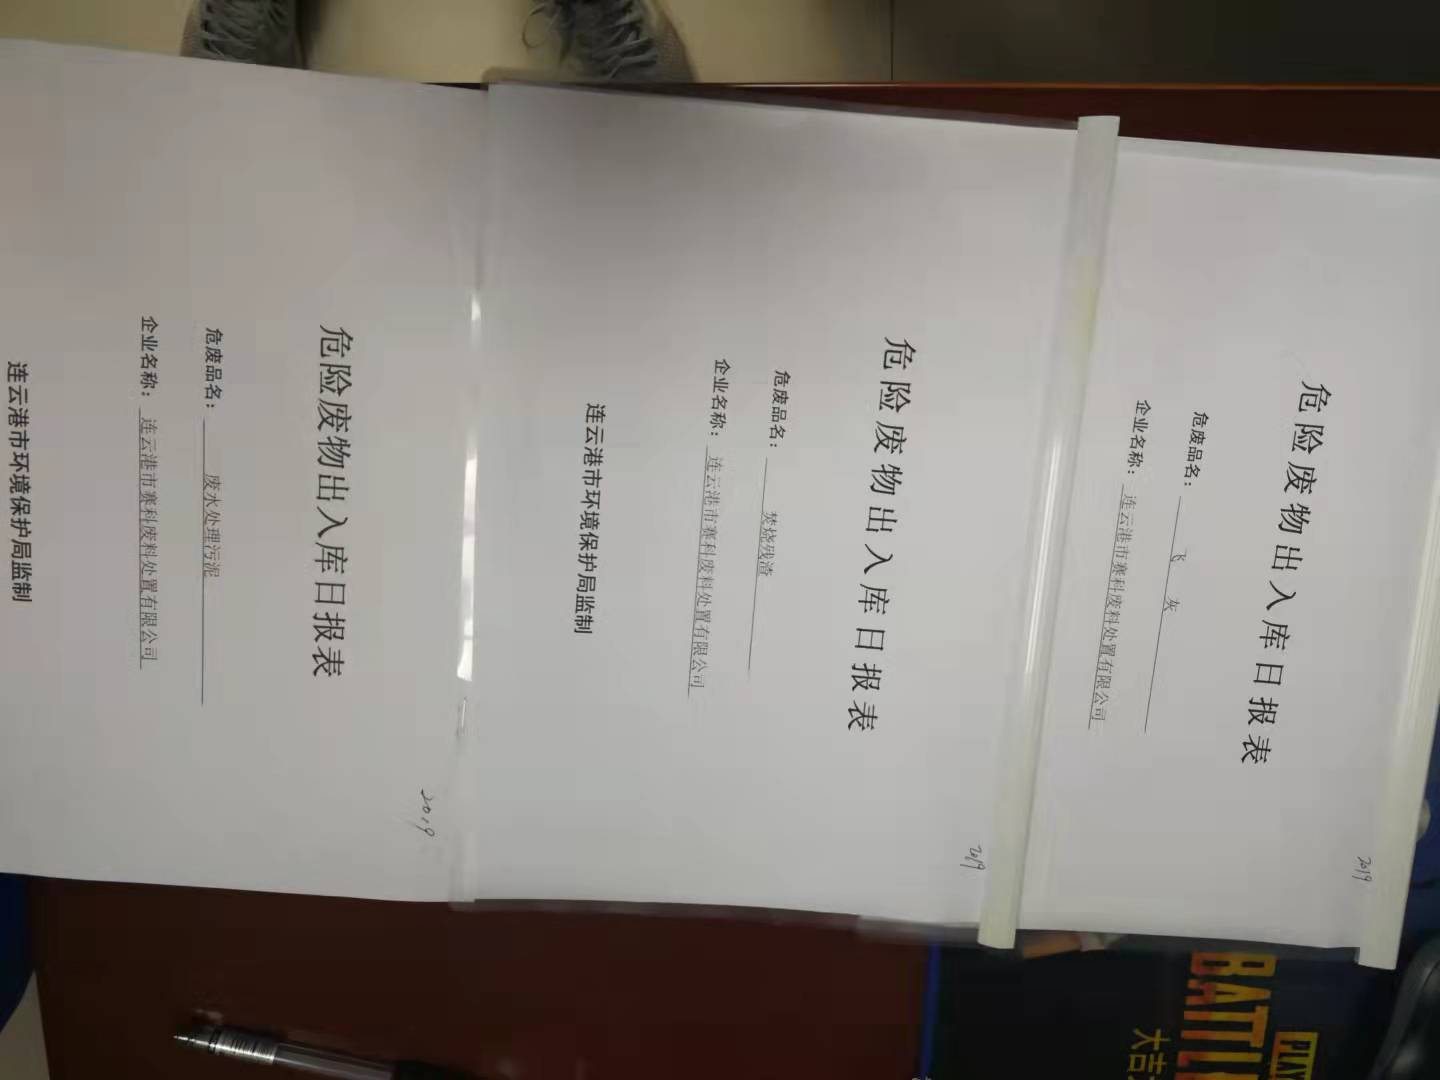 2019
危险废物出入库日报表
危废品名：飞 灰
企业名称：连云港市赛科废料处置有限公司
2019
危险废物出入库日报表
危废品名：焚烧残渣
企业名称：连云港市赛科废料处置有限公司
连云港市环境保护局监制
2019
危险废物出入库日报表
危废品名：废水处理污泥
企业名称：连云港市赛科废料处置有限公司
连云港市环境保护局监制
PLAY
BATTL
大吉